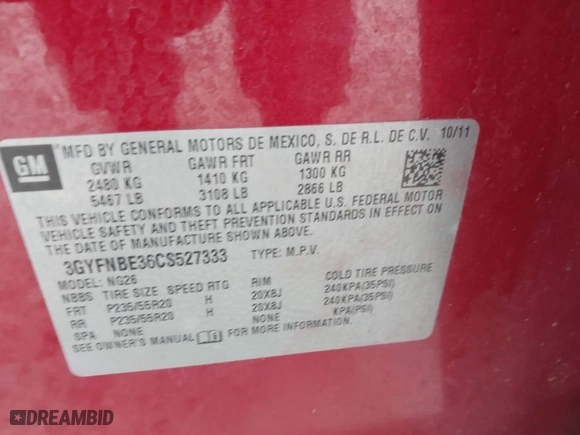 GM
MFD BY GENERAL MOTORS DE MEXICO, S. DE R.L. DE C.V. 10/11
GVWR GAWR FRT GAWR RR
2480 KG 1410 KG 1300 KG
5467 LB 3108 LB 2866 LB
THIS VEHICLE CONFORMS TO ALL APPLICABLE U.S. FEDERAL MOTOR
VEHICLE SAFETY AND THEFT PREVENTION STANDARDS IN EFFECT ON
THE DATE OF MANUFACTURE SHOWN ABOVE.
3GYFNBE36CS527333 TYPE: M.P.V.
MODEL: NG26
NBBS TIRE SIZE SPEED RTG RIM COLD TIRE PRESSURE
FRT P235/55R20 H 20X8J 240KPA(35PSI)
RR P235/55R20 H 20X8J 240KPA(35PSI)
SPA NONE NONE KPA(PSI)
SEE OWNER'S MANUAL FOR MORE INFORMATION.
DREAMBID